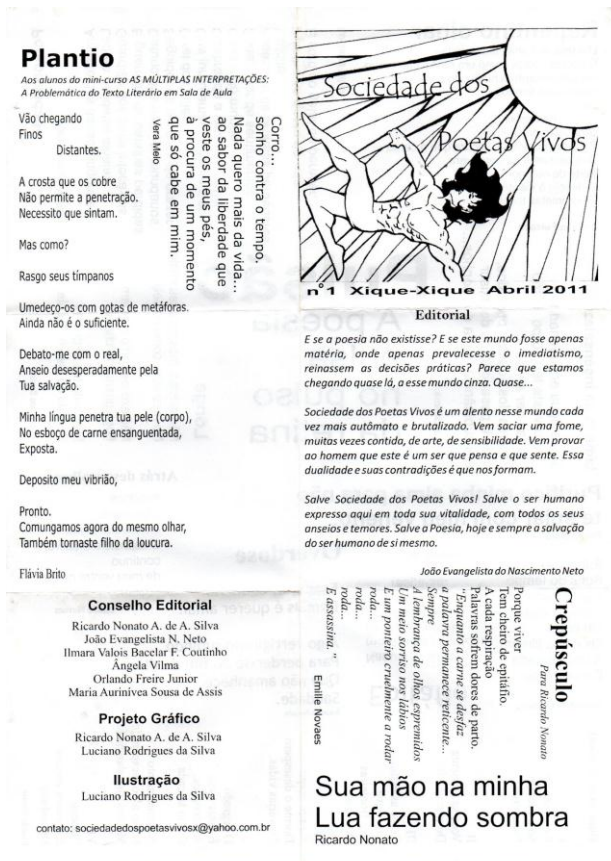 Plantio
Aos alunos do mini-curso AS MÚLTIPLAS INTERPRETAÇÕES:
A Problemática do Texto Literário em Sala de Aula
Vão chegando
Finos
Distantes.
A crosta que os cobre
Não permite a penetração.
Necessito que sintam.
Mas como?
Rasgo seus tímpanos
Umedeço-os com gotas de metáforas.
Ainda não é o suficiente.
Debato-me com o real,
Anseio desesperadamente pela
Tua salvação.
Minha língua penetra tua pele (corpo),
No esboço de carne ensanguentada,
Exposta.
Deposito meu vibrião,
Pronto.
Comungamos agora do mesmo olhar,
Também tornaste filho da loucura.
Flávia Brito
Corro...
sonho contra o tempo.
Nada quero mais da vida...
ao sabor da liberdade que
veste os meus pés,
à procura de um momento
que só cabe em mim.
Vera Melo
Conselho Editorial
Ricardo Nonato A. de A. Silva
João Evangelista N. Neto
Ilmara Valois Bacelar F. Coutinho
Ângela Vilma
Orlando Freire Junior
Maria Aurinívea Sousa de Assis
Projeto Gráfico
Ricardo Nonato A. de A. Silva
Luciano Rodrigues da Silva
Ilustração
Luciano Rodrigues da Silva
contato: sociedadedospoetasvivosx@yahoo.com.br
Sociedade dos
Poetas Vivos
nº1 Xique-Xique Abril 2011
Editorial
E se a poesia não existisse? E se este mundo fosse apenas
matéria, onde apenas prevalecesse o imediatismo,
reinassem as decisões práticas? Parece que estamos
chegando quase lá, a esse mundo cinza. Quase...
Sociedade dos Poetas Vivos é um alento nesse mundo cada
vez mais autômato e brutalizado. Vem saciar uma fome,
muitas vezes contida, de arte, de sensibilidade. Vem provar
ao homem que este é um ser que pensa e que sente. Essa
dualidade e suas contradições é que nos formam.
Salve Sociedade dos Poetas Vivos! Salve o ser humano
expresso aqui em toda sua vitalidade, com todos os seus
anseios e temores. Salve a Poesia, hoje e sempre a salvação
do ser humano de si mesmo.
João Evangelista do Nascimento Neto
Crepúsculo
Para Ricardo Nonato
Porque viver
Tem cheiro de epitáfio.
A cada respiração
Palavras sofrem dores de parto.
"Enquanto a carne se desfaz
a palavra permanece reticente...
Sempre
A lembrança de olhos espremidos
Um meio sorriso nos lábios
E um ponteiro cruelmente a rodar
roda...
roda...
roda...
E assassina."
Emille Novaes
Sua mão na minha
Lua fazendo sombra
Ricardo Nonato